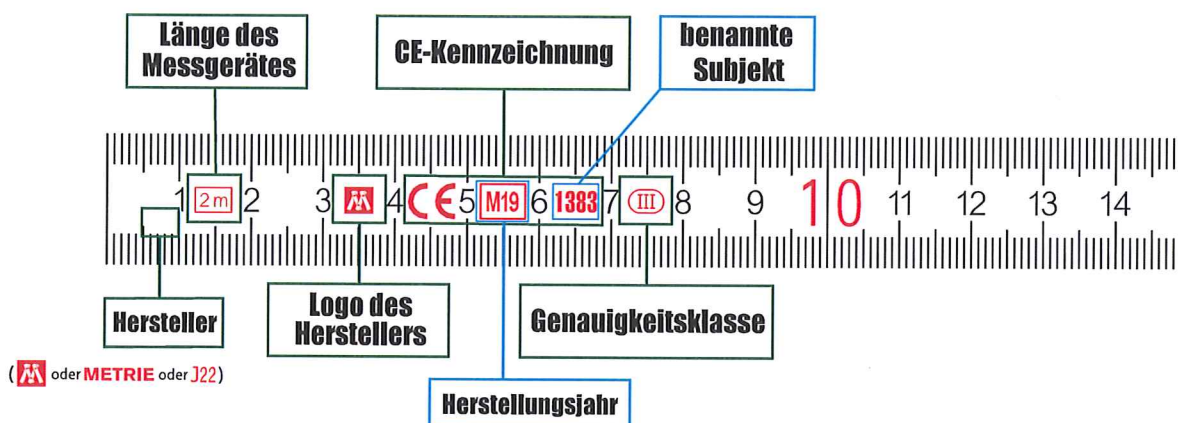 Länge des
Messgerätes
CE-Kennzeichnung
benannte
Subjekt
1 2m 2 3 M 4 CE 5 M19 6 1383 7 III 8 9 10 11 12 13 14
Hersteller
Logo des
Herstellers
Genauigkeitsklasse
(M oder METRIE oder J22)
Herstellungsjahr